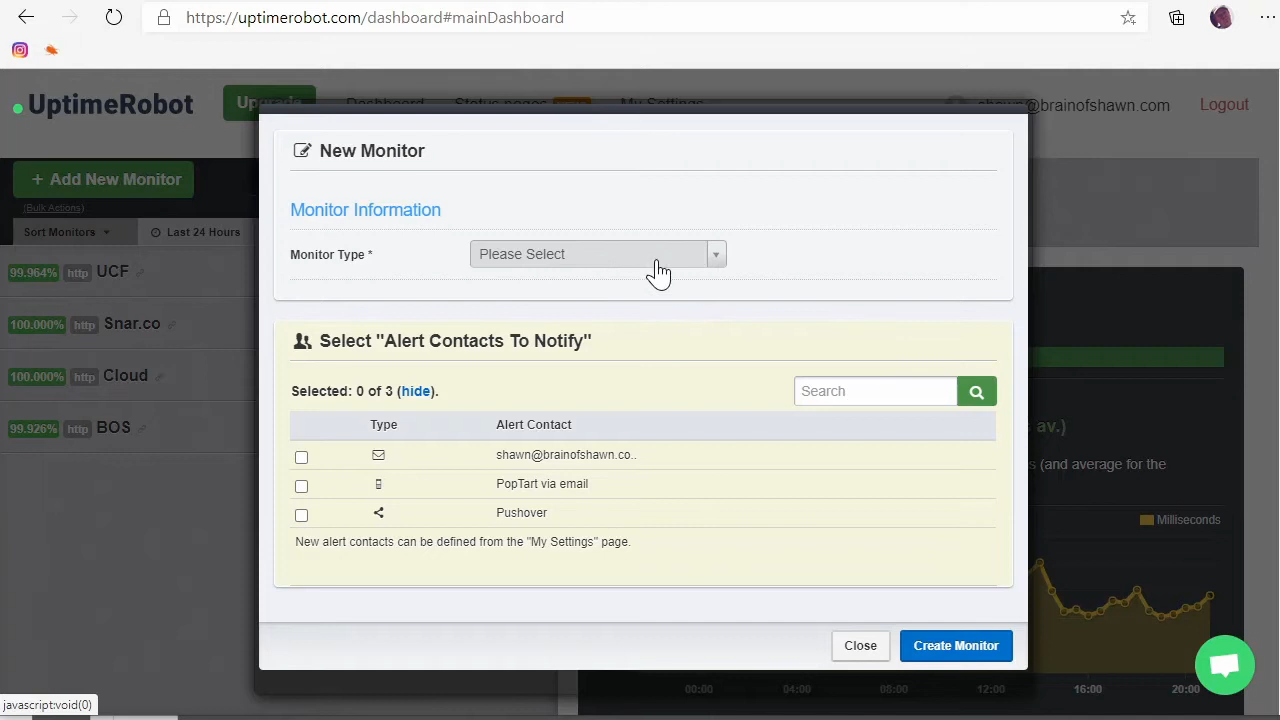 https://uptimerobot.com/dashboard#mainDashboard
UptimeRobot
Upgrade
Dashboard
Status pages
My Settings
shawn@brainofshawn.com
Logout
+ Add New Monitor
(Bulk Actions)
Sort Monitors
Last 24 Hours
99.964% http UCF
100.000% http Snar.co
100.000% http Cloud
99.926% http BOS
New Monitor
Monitor Information
Monitor Type *
Please Select
Select "Alert Contacts To Notify"
Selected: 0 of 3 (hide).
Search
Type Alert Contact
shawn@brainofshawn.co..
PopTart via email
Pushover
New alert contacts can be defined from the "My Settings" page.
Close
Create Monitor
av.)
(and average for the
Milliseconds
00:00 04:00 08:00 12:00 16:00 20:00
javascript:void(0)